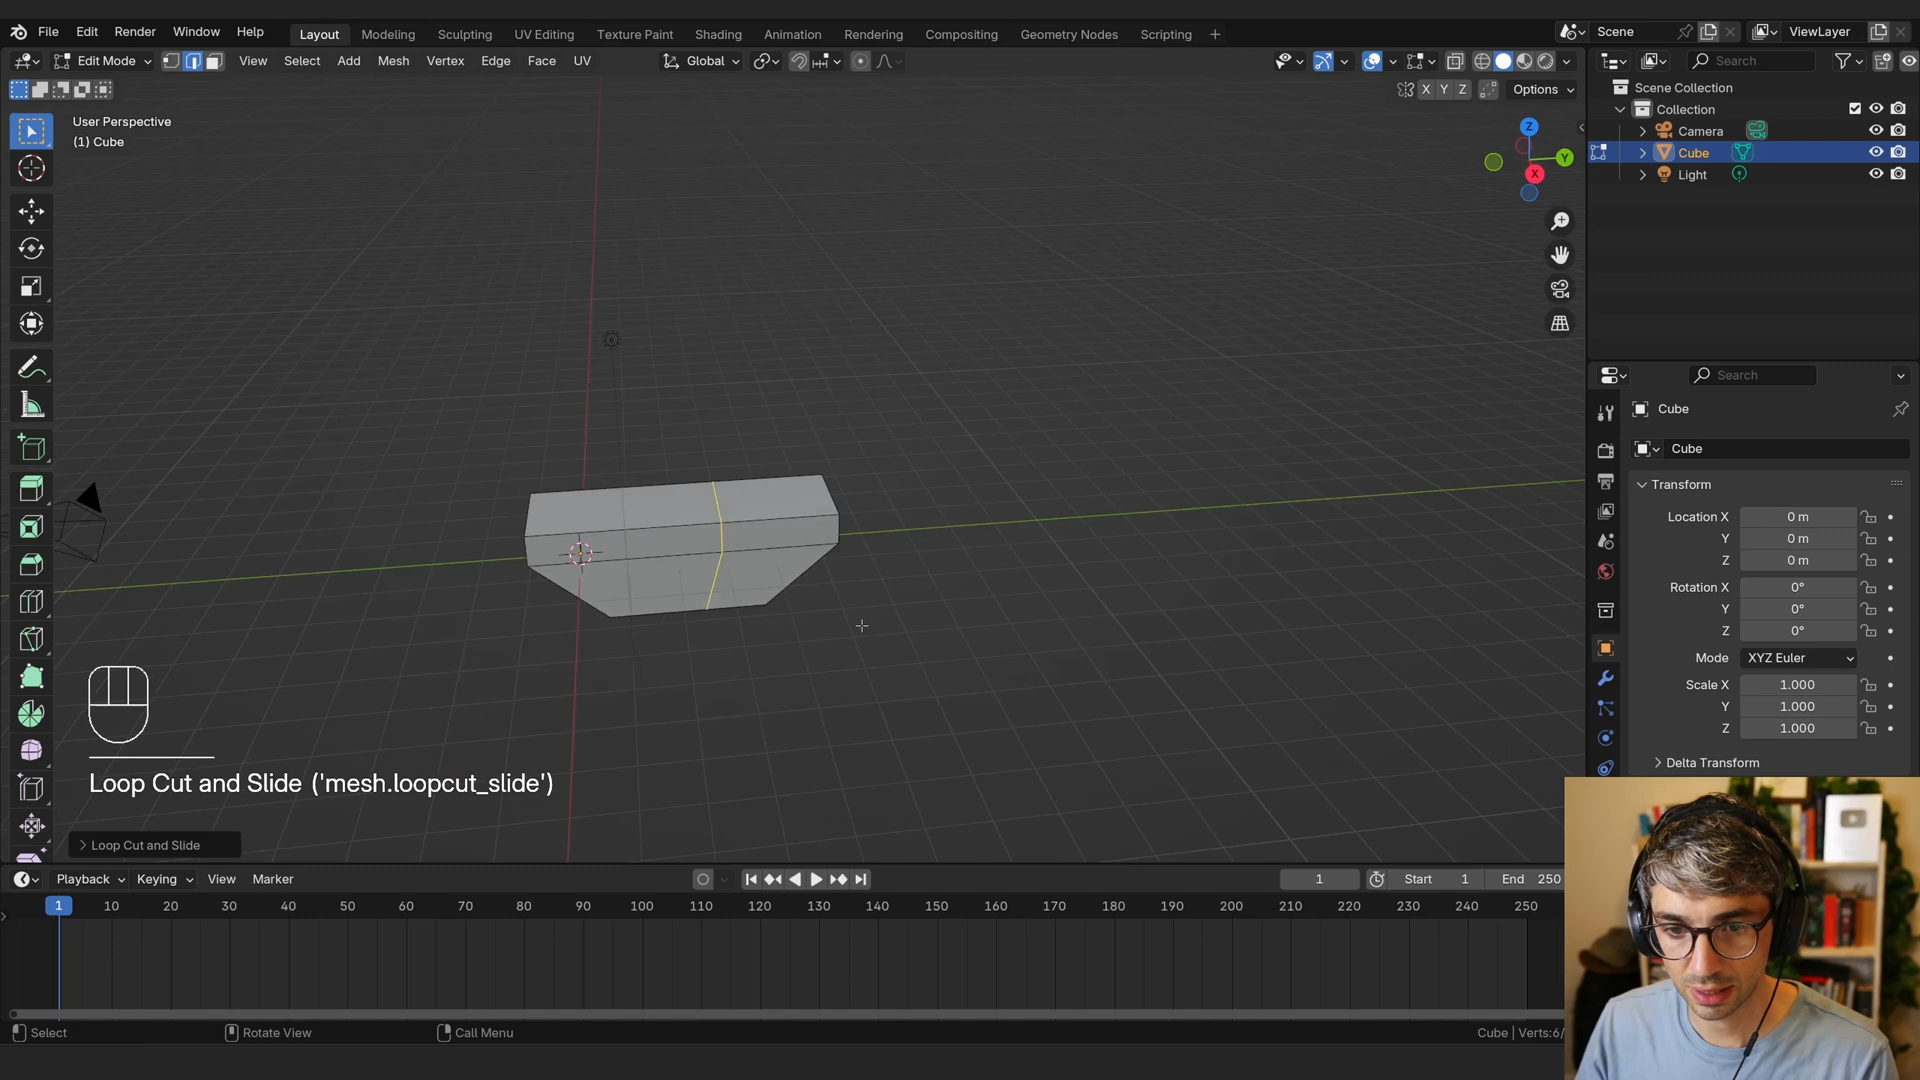 File Edit Render Window Help Layout Modeling Sculpting UV Editing Texture Paint Shading Animation Rendering Compositing Geometry Nodes Scripting + Scene ViewLayer
Edit Mode View Select Add Mesh Vertex Edge Face UV Global Search
X Y Z Options
Scene Collection
Collection
Camera
Cube
Light
User Perspective
(1) Cube
Z
Y
X
Search
Cube
Cube
Transform
Location X 0 m
Y 0 m
Z 0 m
Rotation X 0°
Y 0°
Z 0°
Mode XYZ Euler
Scale X 1.000
Y 1.000
Z 1.000
Delta Transform
Loop Cut and Slide ('mesh.loopcut_slide')
Loop Cut and Slide
Playback Keying View Marker 1 Start 1 End 250
1 10 20 30 40 50 60 70 80 90 100 110 120 130 140 150 160 170 180 190 200 210 220 230 240 250
Select Rotate View Call Menu Cube | Verts:6/